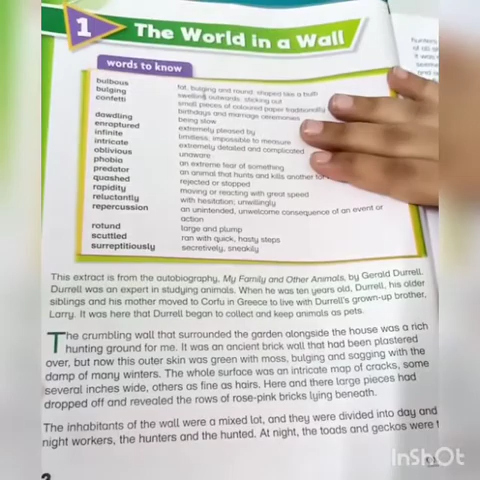 1 The World in a Wall
words to know
bulbous fat, bulging and round, shaped like a bulb
bulging swelling outwards, sticking out
confetti small pieces of coloured paper traditionally
birthdays and marriage ceremonies
dawdling being slow
enraptured extremely pleased by
infinite limitless, impossible to measure
intricate extremely detailed and complicated
oblivious unaware
phobia an extreme fear of something
predator an animal that hunts and kills another for
quashed rejected or stopped
rapidity moving or reacting with great speed
reluctantly with hesitation; unwillingly
repercussion an unintended, unwelcome consequence of an event or
action
rotund large and plump
scuttled ran with quick, hasty steps
surreptitiously secretively, sneakily
This extract is from the autobiography, My Family and Other Animals, by Gerald Durrell.
Durrell was an expert in studying animals. When he was ten years old, Durrell, his older
siblings and his mother moved to Corfu in Greece to live with Durrell's grown-up brother,
Larry. It was here that Durrell began to collect and keep animals as pets.
The crumbling wall that surrounded the garden alongside the house was a rich
hunting ground for me. It was an ancient brick wall that had been plastered
over, but now this outer skin was green with moss, bulging and sagging with the
damp of many winters. The whole surface was an intricate map of cracks, some
several inches wide, others as fine as hairs. Here and there large pieces had
dropped off and revealed the rows of rose-pink bricks lying beneath.
The inhabitants of the wall were a mixed lot, and they were divided into day and
night workers, the hunters and the hunted. At night, the toads and geckos were
InShOt